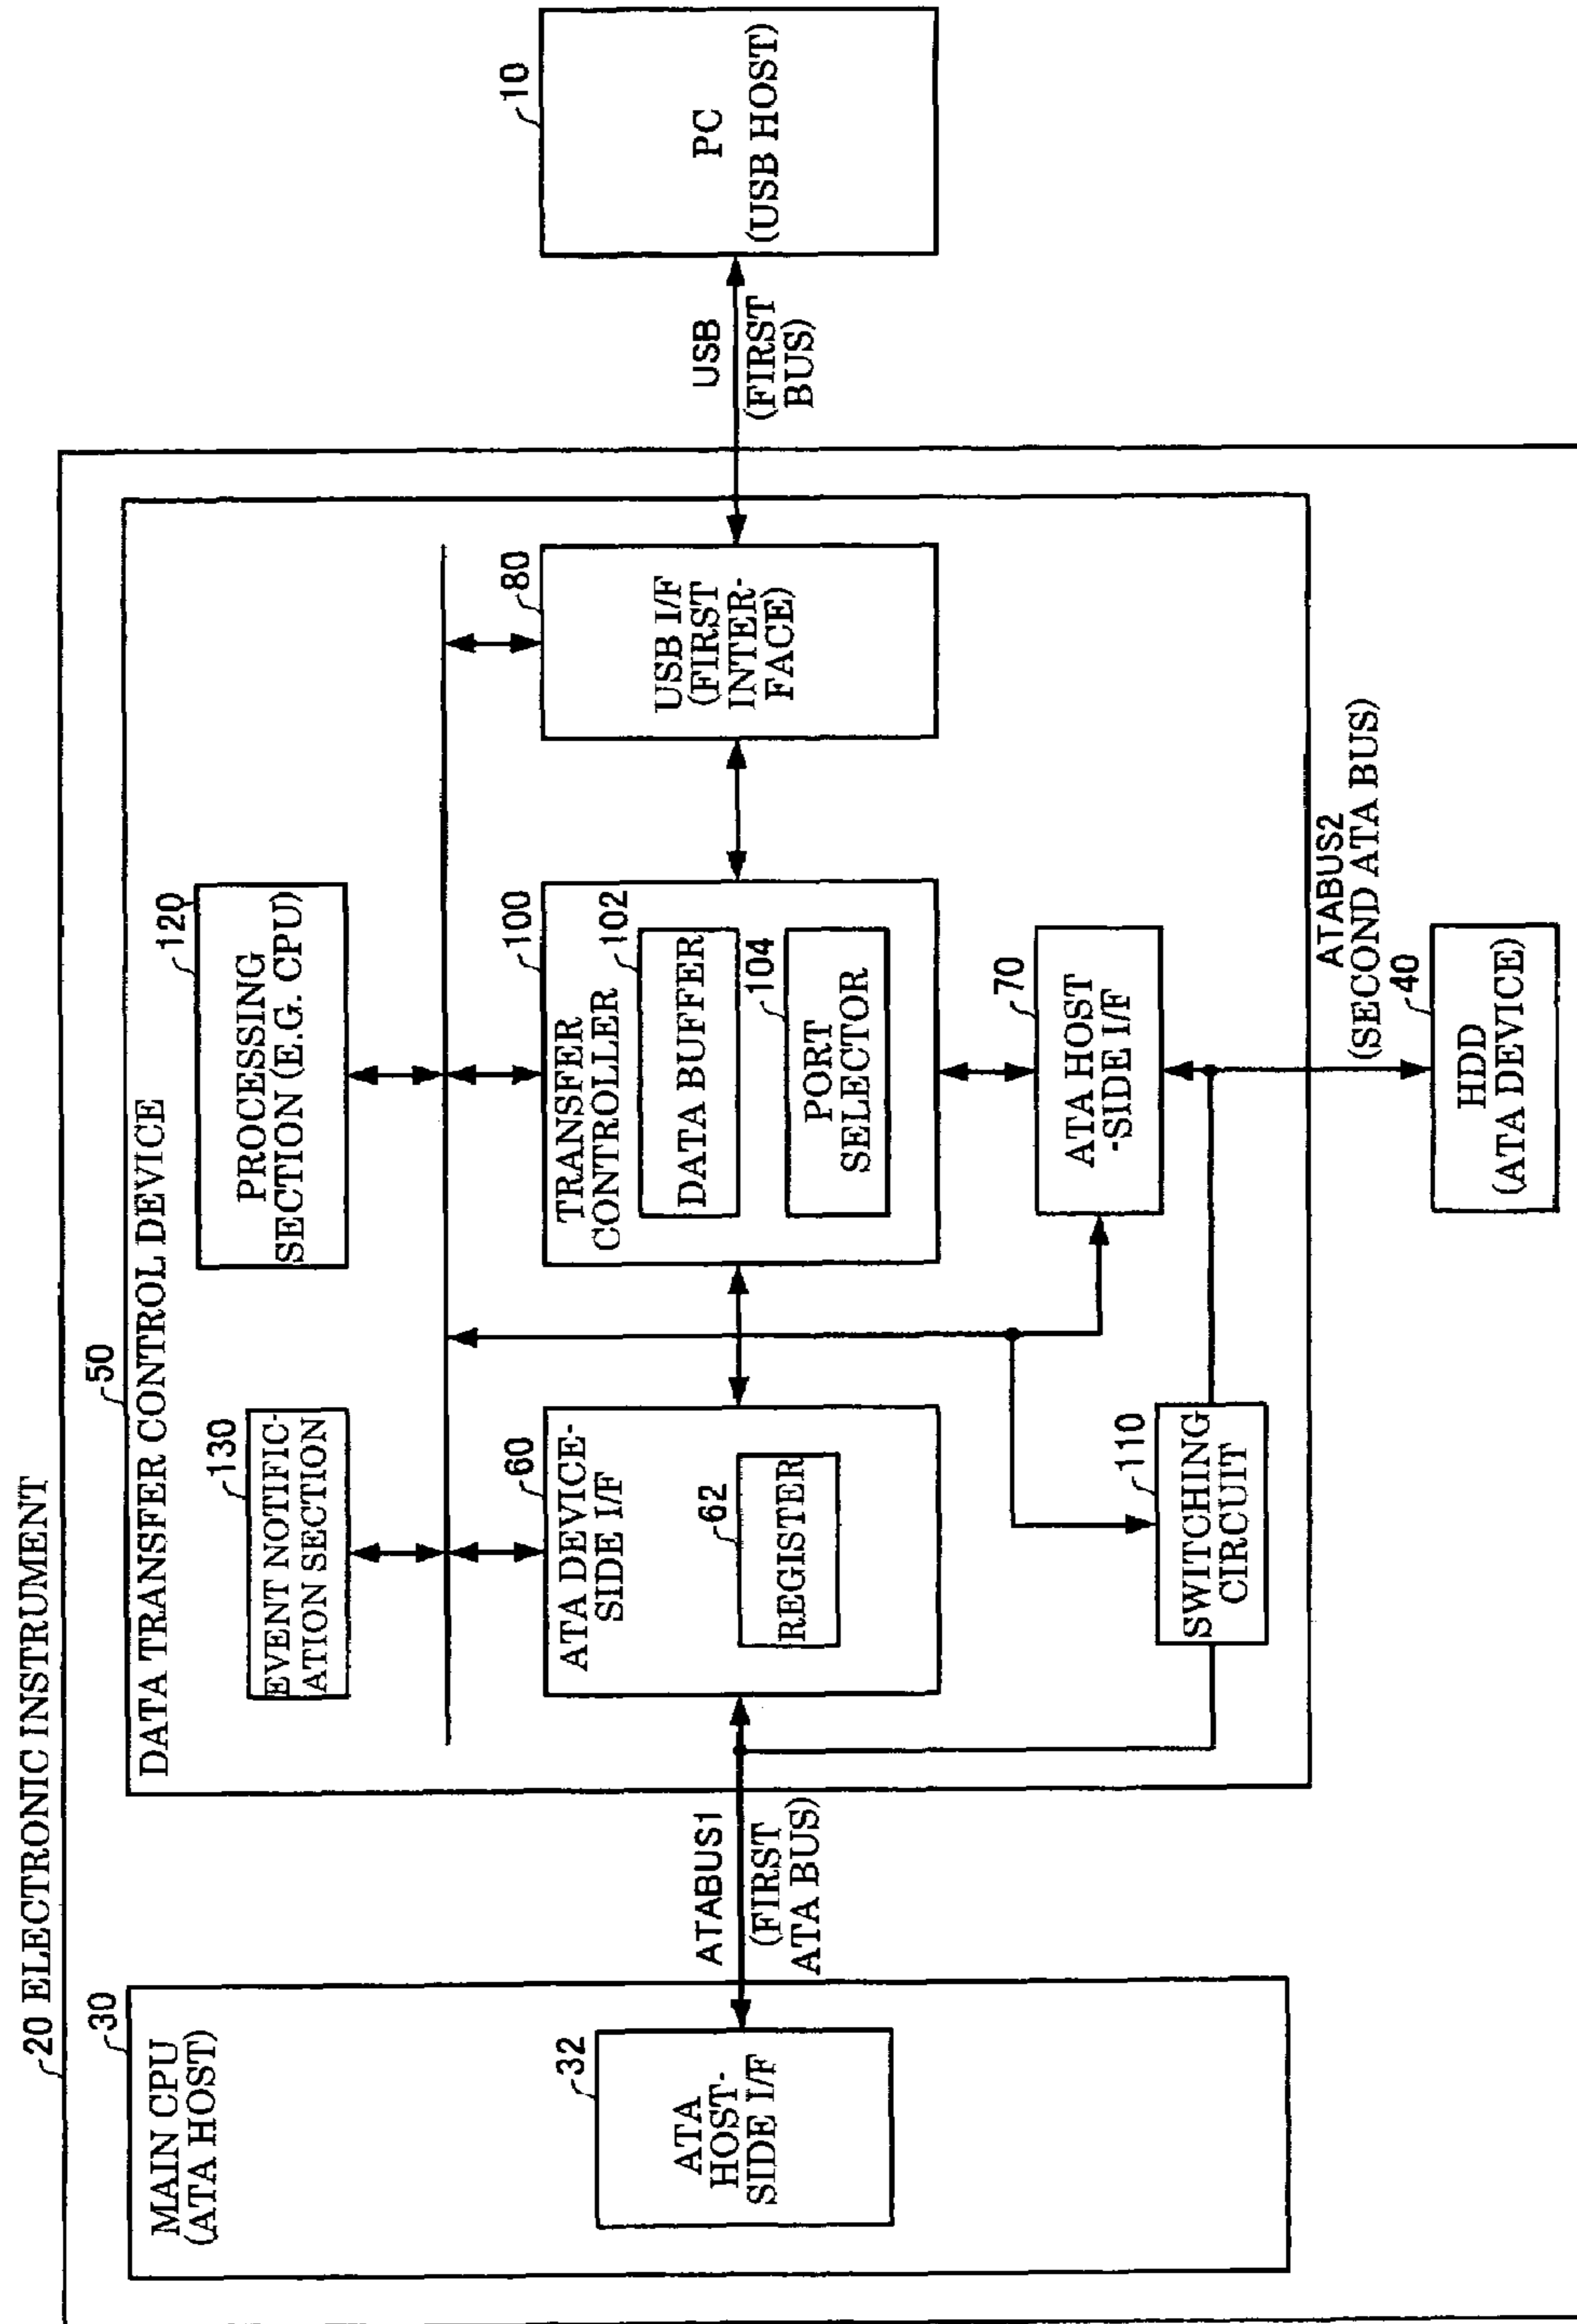 20 ELECTRONIC INSTRUMENT
30
MAIN CPU
(ATA HOST)
32
ATA
HOST-
SIDE I/F
ATABUS1
(FIRST
ATA BUS)
50
DATA TRANSFER CONTROL DEVICE
130
EVENT NOTIFIC-
ATION SECTION
120
PROCESSING
SECTION (E.G. CPU)
60
ATA DEVICE-
SIDE I/F
62
REGISTER
100
TRANSFER
CONTROLLER
102
DATA BUFFER
104
PORT
SELECTOR
80
USB I/F
(FIRST
INTER-
FACE)
110
SWITCHING
CIRCUIT
70
ATA HOST
-SIDE I/F
ATABUS2
(SECOND ATA BUS)
40
HDD
(ATA DEVICE)
USB
(FIRST
BUS)
10
PC
(USB HOST)